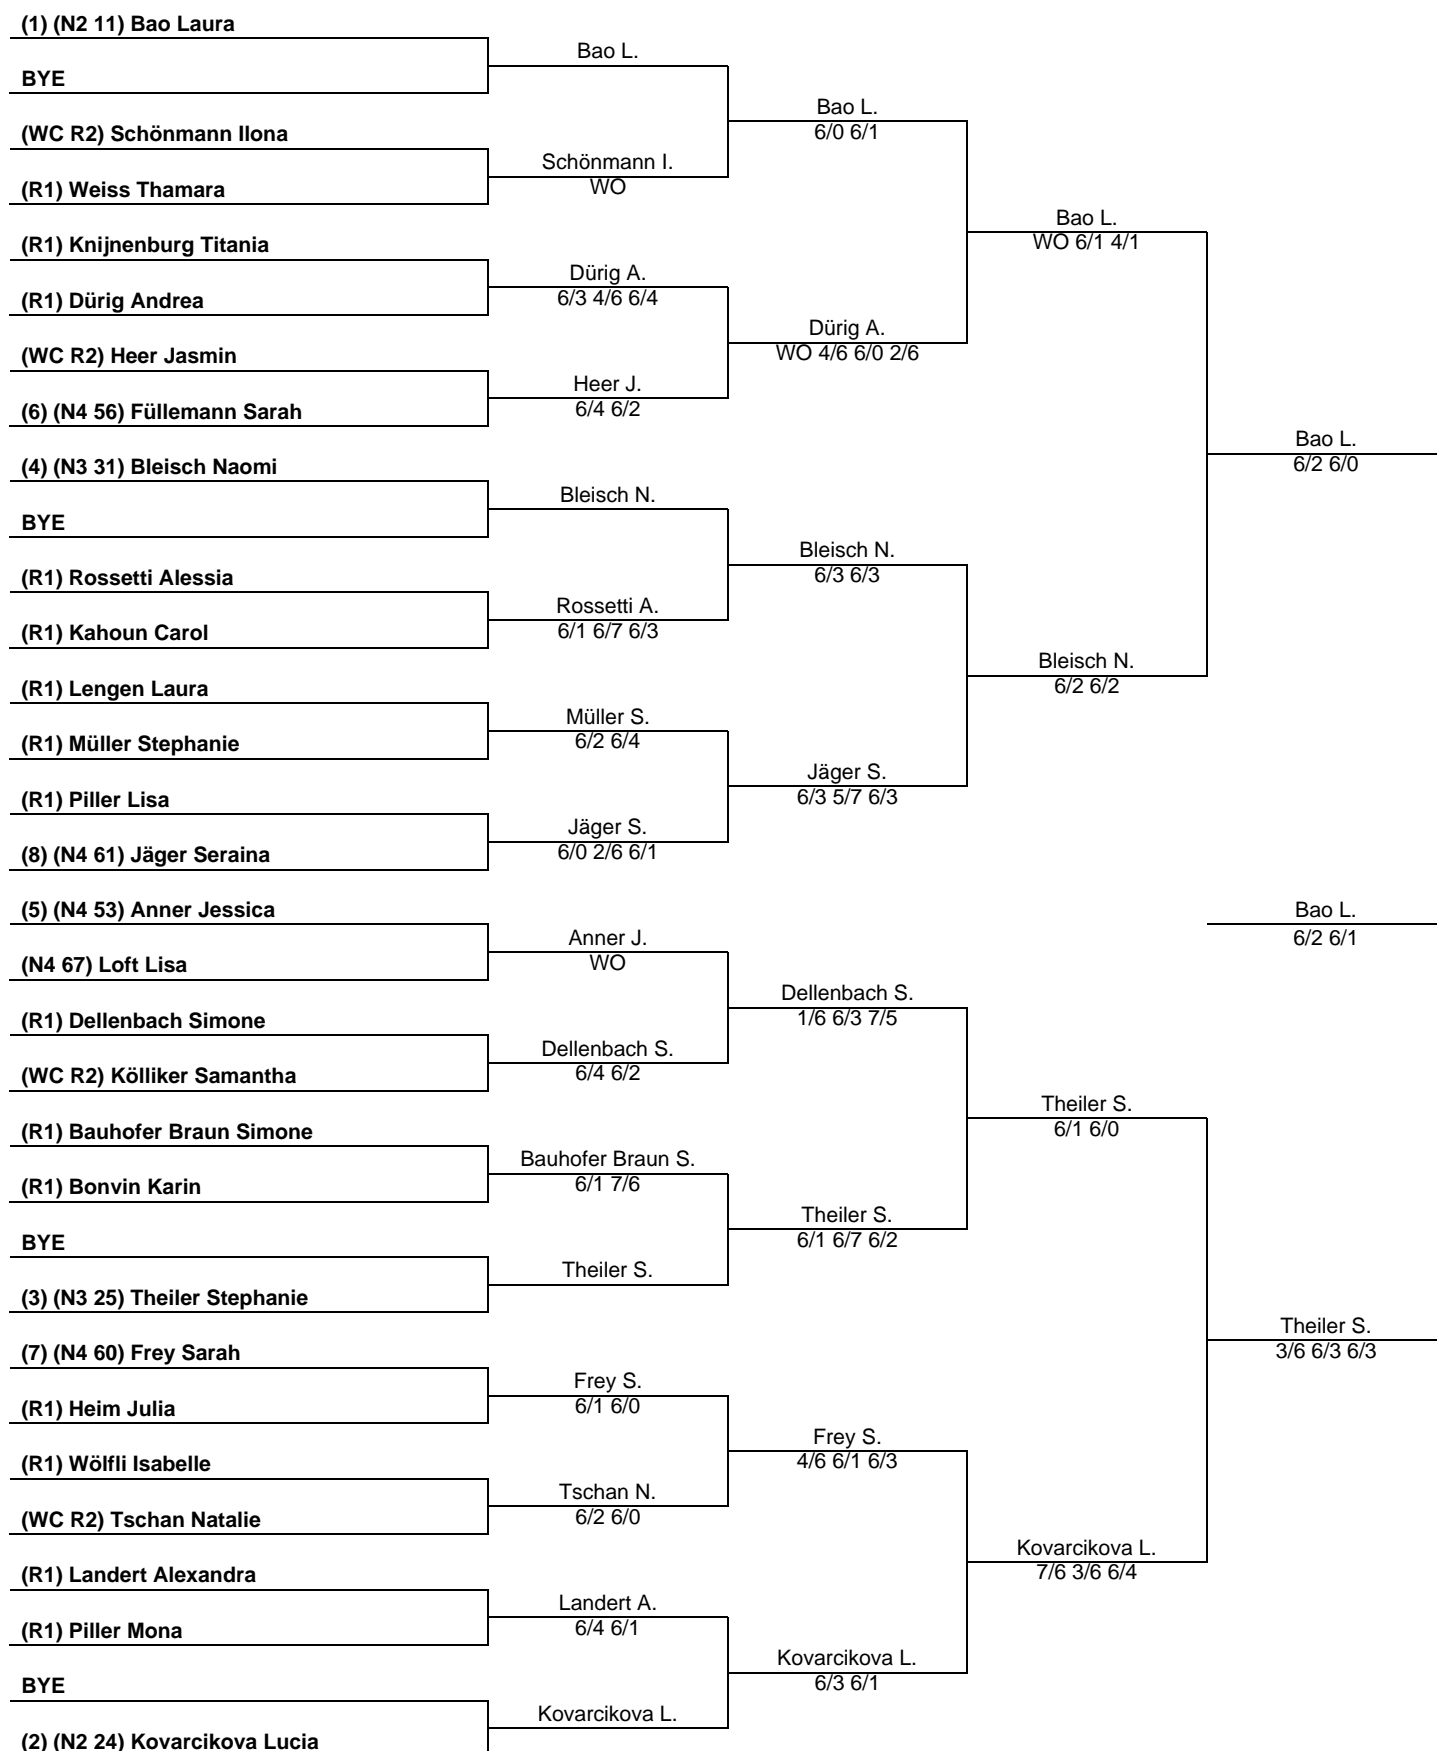 (1) (N2 11) Bao Laura
BYE
(WC R2) Schönmann Ilona
(R1) Weiss Thamara
(R1) Knijnenburg Titania
(R1) Dürig Andrea
(WC R2) Heer Jasmin
(6) (N4 56) Füllemann Sarah
(4) (N3 31) Bleisch Naomi
BYE
(R1) Rossetti Alessia
(R1) Kahoun Carol
(R1) Lengen Laura
(R1) Müller Stephanie
(R1) Piller Lisa
(8) (N4 61) Jäger Seraina
(5) (N4 53) Anner Jessica
(N4 67) Loft Lisa
(R1) Dellenbach Simone
(WC R2) Kölliker Samantha
(R1) Bauhofer Braun Simone
(R1) Bonvin Karin
BYE
(3) (N3 25) Theiler Stephanie
(7) (N4 60) Frey Sarah
(R1) Heim Julia
(R1) Wölfli Isabelle
(WC R2) Tschan Natalie
(R1) Landert Alexandra
(R1) Piller Mona
BYE
(2) (N2 24) Kovarcikova Lucia
Bao L.
Schönmann I.
WO
Dürig A.
6/3 4/6 6/4
Heer J.
6/4 6/2
Bleisch N.
Rossetti A.
6/1 6/7 6/3
Müller S.
6/2 6/4
Jäger S.
6/0 2/6 6/1
Anner J.
WO
Dellenbach S.
6/4 6/2
Bauhofer Braun S.
6/1 7/6
Theiler S.
Frey S.
6/1 6/0
Tschan N.
6/2 6/0
Landert A.
6/4 6/1
Kovarcikova L.
Bao L.
6/0 6/1
Dürig A.
WO 4/6 6/0 2/6
Bleisch N.
6/3 6/3
Jäger S.
6/3 5/7 6/3
Dellenbach S.
1/6 6/3 7/5
Theiler S.
6/1 6/7 6/2
Frey S.
4/6 6/1 6/3
Kovarcikova L.
6/3 6/1
Bao L.
WO 6/1 4/1
Bleisch N.
6/2 6/2
Theiler S.
6/1 6/0
Kovarcikova L.
7/6 3/6 6/4
Bao L.
6/2 6/0
Bao L.
6/2 6/1
Theiler S.
3/6 6/3 6/3